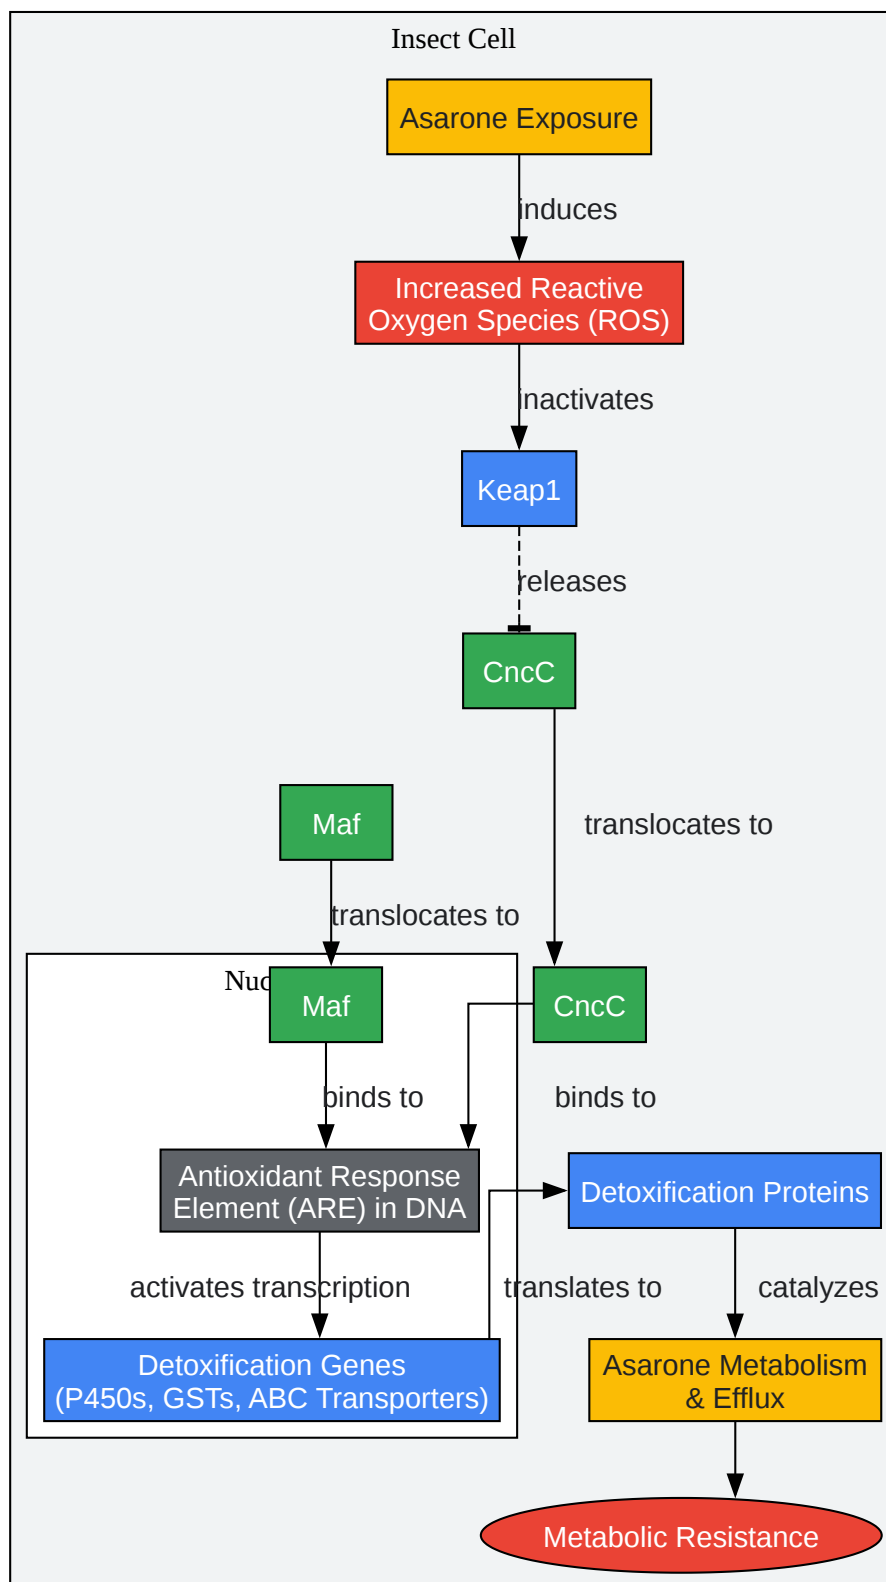 Insect Cell
Asarone Exposure
induces
Increased Reactive
Oxygen Species (ROS)
inactivates
Keap1
releases
CncC
Maf
translocates to
translocates to
Nuc
Maf
CncC
binds to
binds to
Antioxidant Response
Element (ARE) in DNA
Detoxification Proteins
activates transcription
translates to
catalyzes
Detoxification Genes
(P450s, GSTs, ABC Transporters)
Asarone Metabolism
& Efflux
Metabolic Resistance